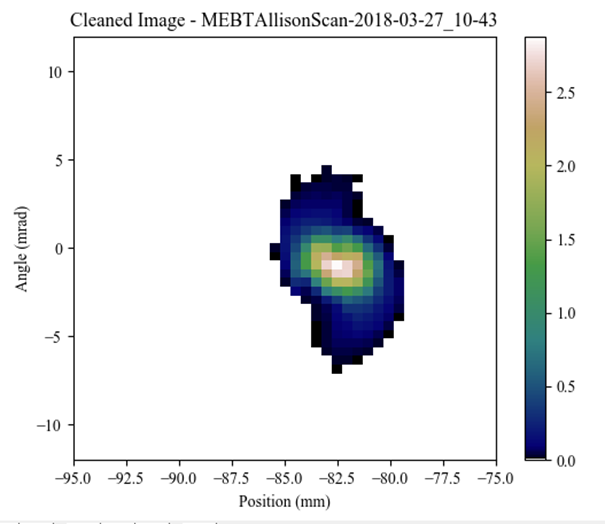 Cleaned Image - MEBTAllisonScan-2018-03-27_10-43
10
5
0
−5
−10
Angle (mrad)
−95.0 −92.5 −90.0 −87.5 −85.0 −82.5 −80.0 −77.5 −75.0
Position (mm)
2.5
2.0
1.5
1.0
0.5
0.0